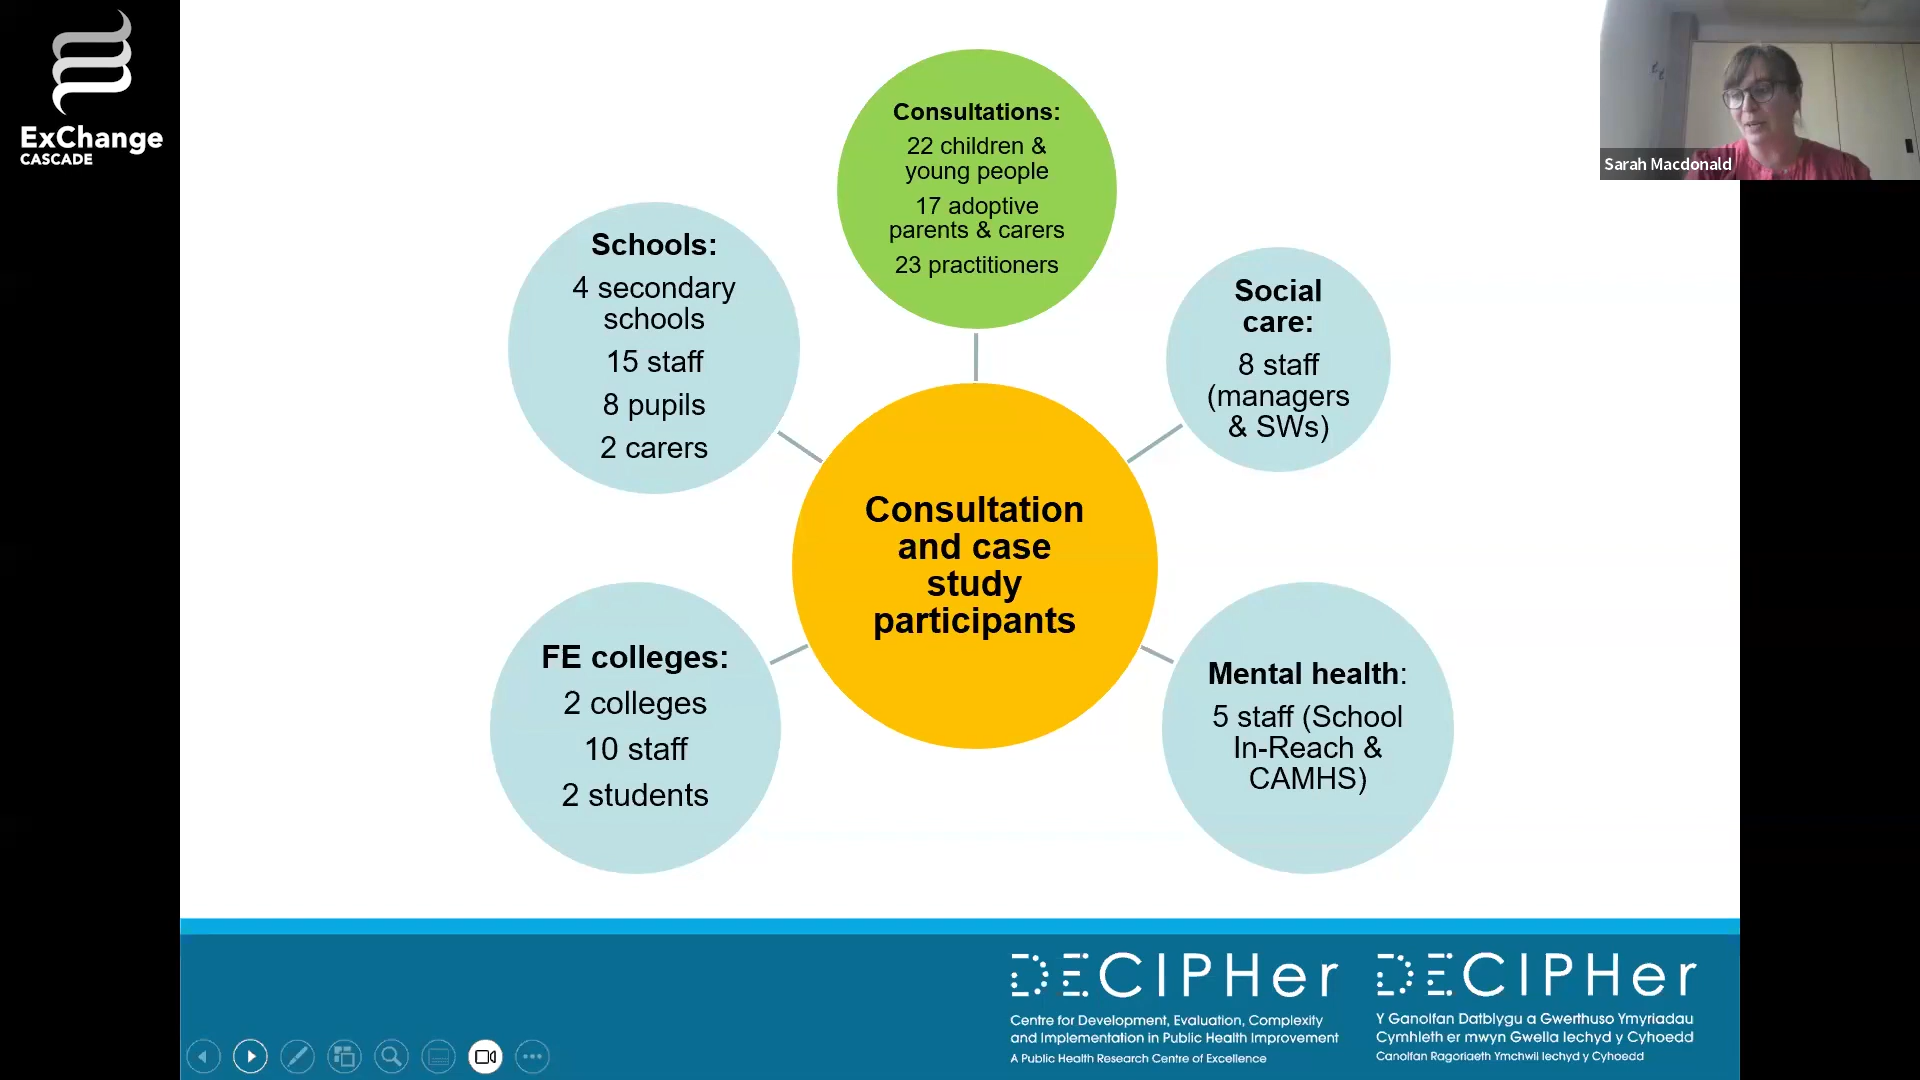 ExChange
CASCADE
Sarah Macdonald
Consultations:
22 children &
young people
17 adoptive
parents & carers
23 practitioners
Schools:
4 secondary
schools
15 staff
8 pupils
2 carers
Social
care:
8 staff
(managers
& SWs)
Consultation
and case
study
participants
FE colleges:
2 colleges
10 staff
2 students
Mental health:
5 staff (School
In-Reach &
CAMHS)
DECIPHer
Centre for Development, Evaluation, Complexity
and Implementation in Public Health Improvement
A Public Health Research Centre of Excellence
DECIPHer
Y Ganolfan Datblygu a Gwerthuso Ymyriadau
Cymhleth er mwyn Gwella Iechyd y Cyhoedd
Canolfan Ragoriaeth Ymchwil Iechyd y Cyhoedd